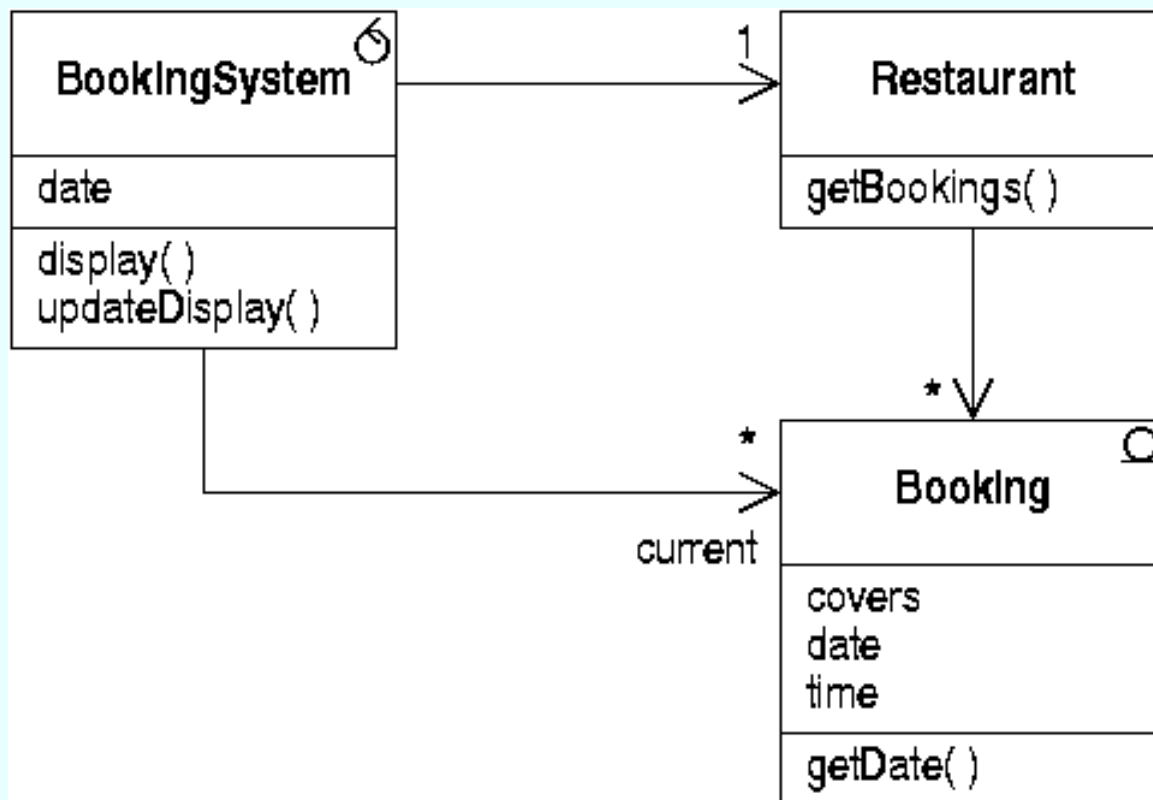 BookingSystem
date
display( )
updateDisplay( )
1
Restaurant
getBookings( )
*
*
current
Booking
covers
date
time
getDate( )